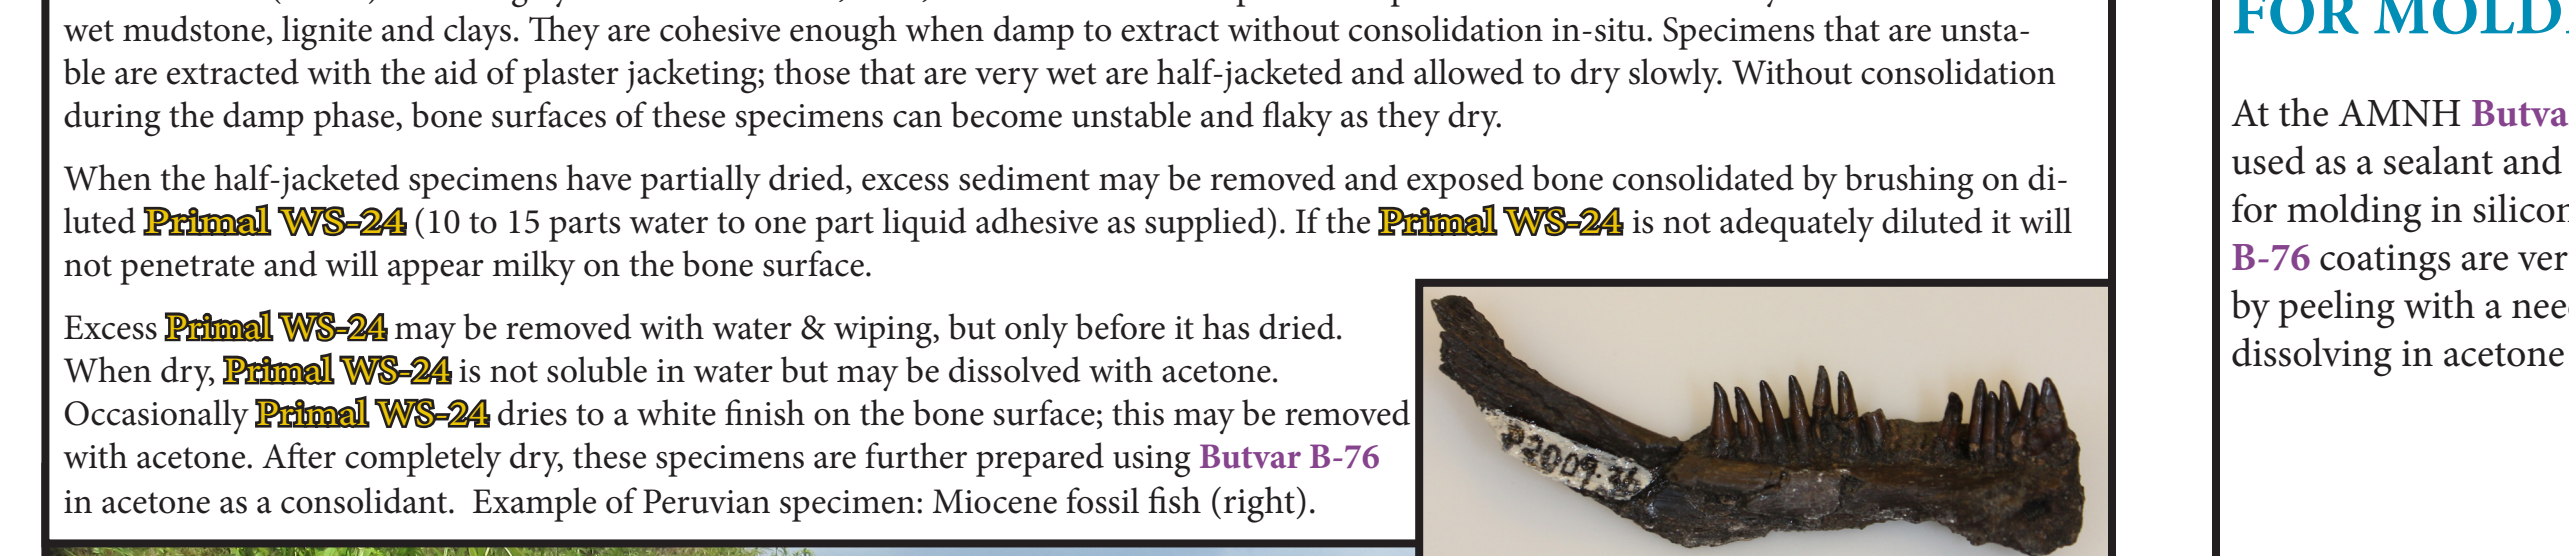 wet mudstone, lignite and clays. They are cohesive enough when damp to extract without consolidation in-situ. Specimens that are unsta-
ble are extracted with the aid of plaster jacketing; those that are very wet are half-jacketed and allowed to dry slowly. Without consolidation
during the damp phase, bone surfaces of these specimens can become unstable and flaky as they dry.
When the half-jacketed specimens have partially dried, excess sediment may be removed and exposed bone consolidated by brushing on di-
luted Primal WS-24 (10 to 15 parts water to one part liquid adhesive as supplied). If the Primal WS-24 is not adequately diluted it will
not penetrate and will appear milky on the bone surface.
Excess Primal WS-24 may be removed with water & wiping, but only before it has dried.
When dry, Primal WS-24 is not soluble in water but may be dissolved with acetone.
Occasionally Primal WS-24 dries to a white finish on the bone surface; this may be removed
with acetone. After completely dry, these specimens are further prepared using Butvar B-76
in acetone as a consolidant. Example of Peruvian specimen: Miocene fossil fish (right).
FOR
At the AMNH
used as a sealant and
for molding in
B-76 coatings are
by peeling with a
dissolving in acetone